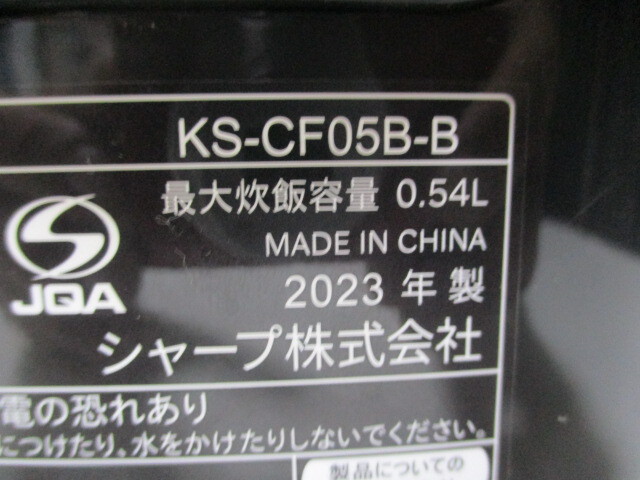 KS-CF05B-B
最大炊飯容量 0.54L
MADE IN CHINA
JQA
2023 年 製
シャープ株式会社
電の恐れあり
につけたり、水をかけたりしないでください。
製品についての